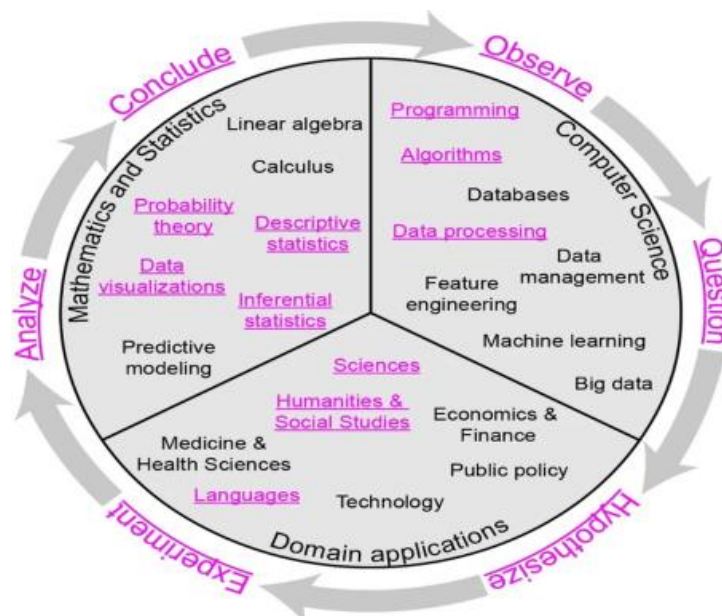 Conclude
Observe
Question
Hypothesize
Experiment
Analyze
Mathematics and Statistics
Linear algebra
Calculus
Probability
theory
Descriptive
statistics
Data
visualizations
Inferential
statistics
Predictive
modeling
Computer Science
Programming
Algorithms
Databases
Data processing
Data
management
Feature
engineering
Machine learning
Big data
Sciences
Humanities &
Social Studies
Economics &
Finance
Medicine &
Health Sciences
Public policy
Languages
Technology
Domain applications